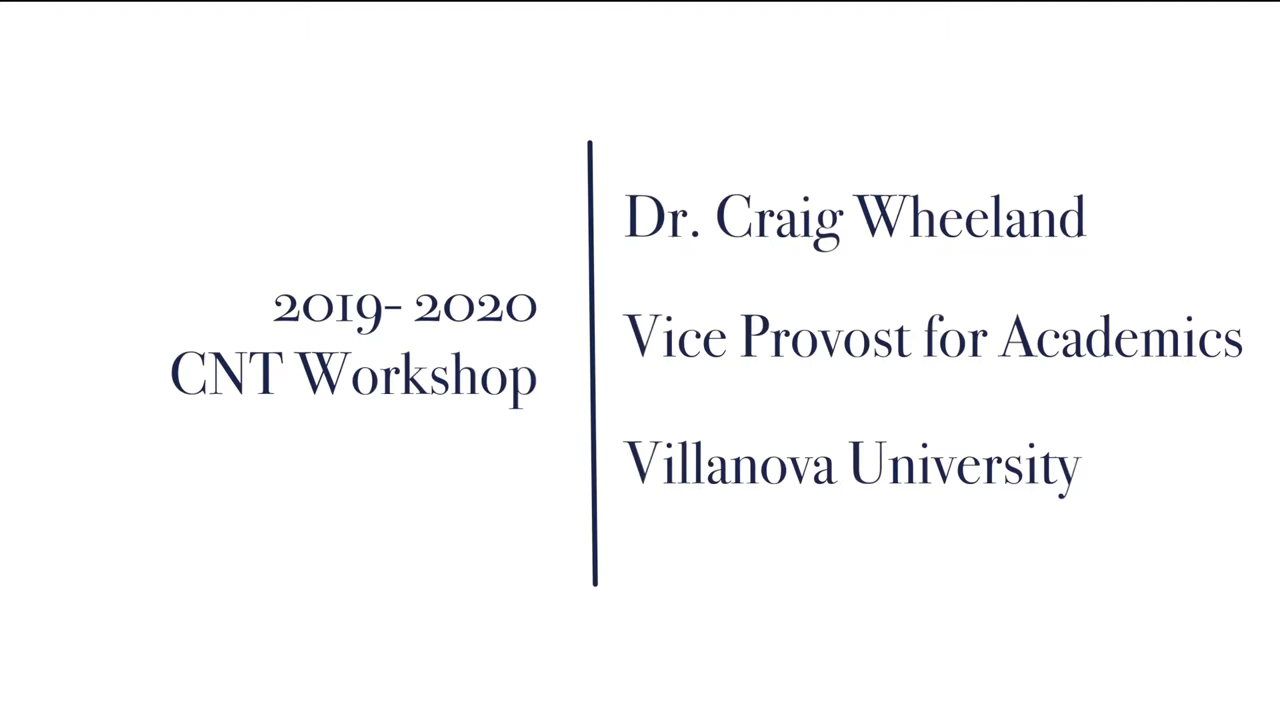 2019- 2020
CNT Workshop
Dr. Craig Wheeland
Vice Provost for Academics
Villanova University